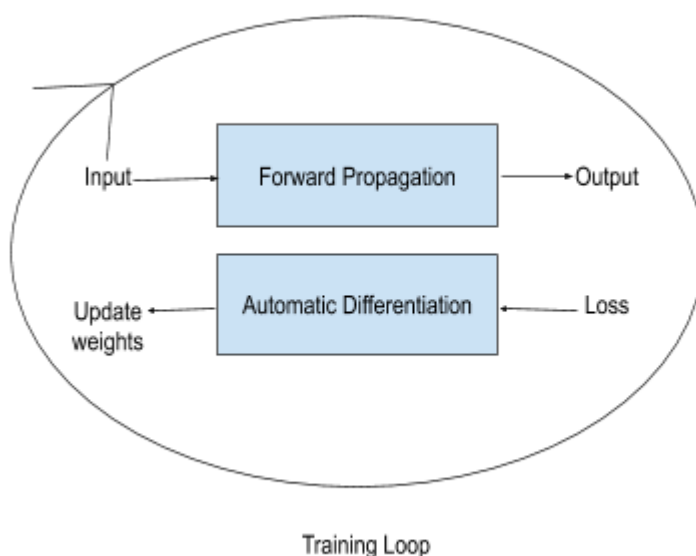 Input
Forward Propagation
Output
Update
weights
Automatic Differentiation
Loss
Training Loop